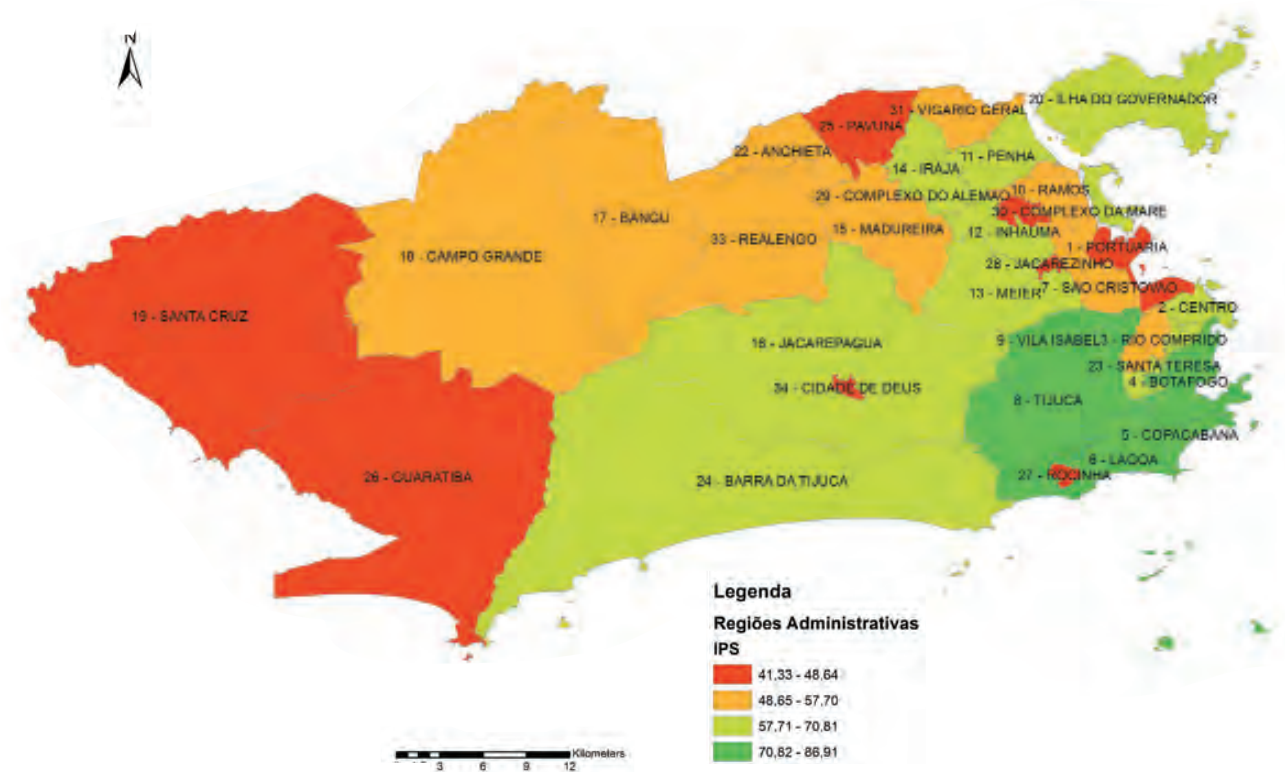 N
20 - ILHA DO GOVERNADOR
31 - VIGARIO GERAL
25 - PAVUNA
22 - ANCHIETA
11 - PENHA
14 - IRAJA
10 - RAMOS
29 - COMPLEXO DO ALEMAO
30 - COMPLEXO DA MARE
17 - BANGU
15 - MADUREIRA
12 - INHAUMA
33 - REALENGO
1 - PORTUARIA
18 - CAMPO GRANDE
28 - JACAREZINHO
7 - SAO CRISTOVAO
13 - MEIER
2 - CENTRO
19 - SANTA CRUZ
16 - JACAREPAGUA
9 - VILA ISABEL
3 - RIO COMPRIDO
23 - SANTA TERESA
34 - CIDADE DE DEUS
4 - BOTAFOGO
8 - TIJUCA
5 - COPACABANA
6 - LAGOA
26 - GUARATIBA
27 - ROCINHA
24 - BARRA DA TIJUCA
Legenda
Regiões Administrativas
IPS
41,33 - 48,64
48,65 - 57,70
57,71 - 70,81
70,82 - 86,91
Kilometers
3 6 9 12